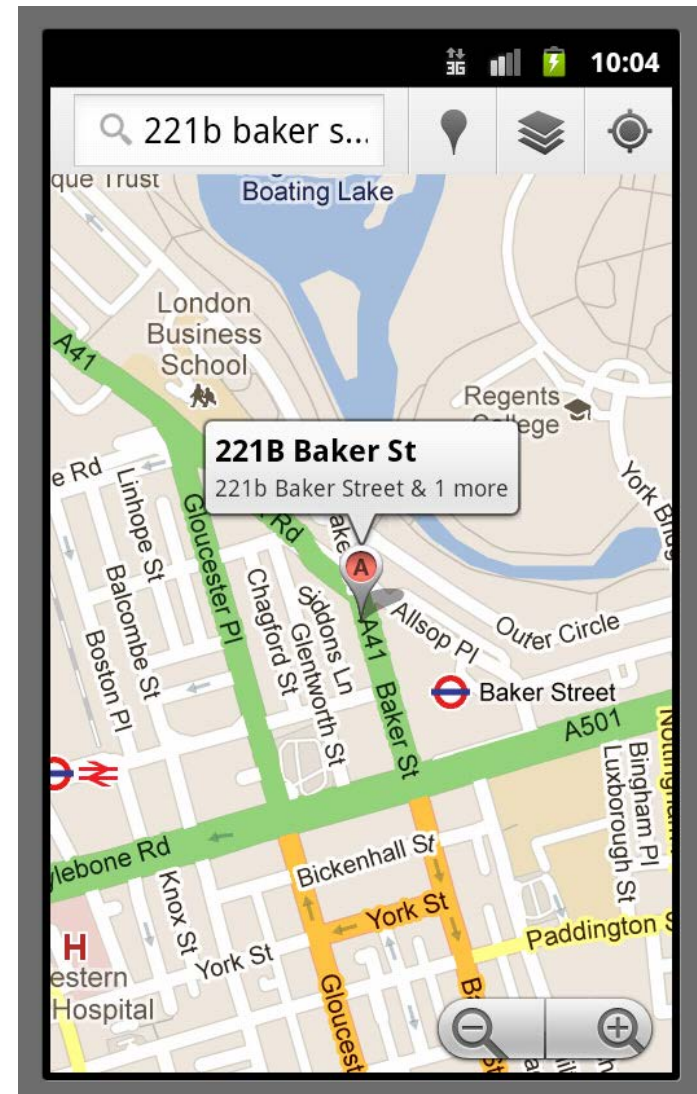 3G 10:04
221b baker s...
que Trust
Boating Lake
London
Business
School
A41
Regents
ege
221B Baker St
221b Baker Street & 1 more
e Rd
Rd
York
Linhope St
Gloucester Pl
Balcombe St
Boston Pl
Chagford St
Siddons Ln
Glentworth St
A
A41
Allsop Pl
Outer Circle
Baker Street
Baker St
A501
Bingham Pl
Luxborough St
ylebone Rd
Bickenhall St
Knox St
York St
York St
Paddington S
H
estern
Hospital
Gloucest